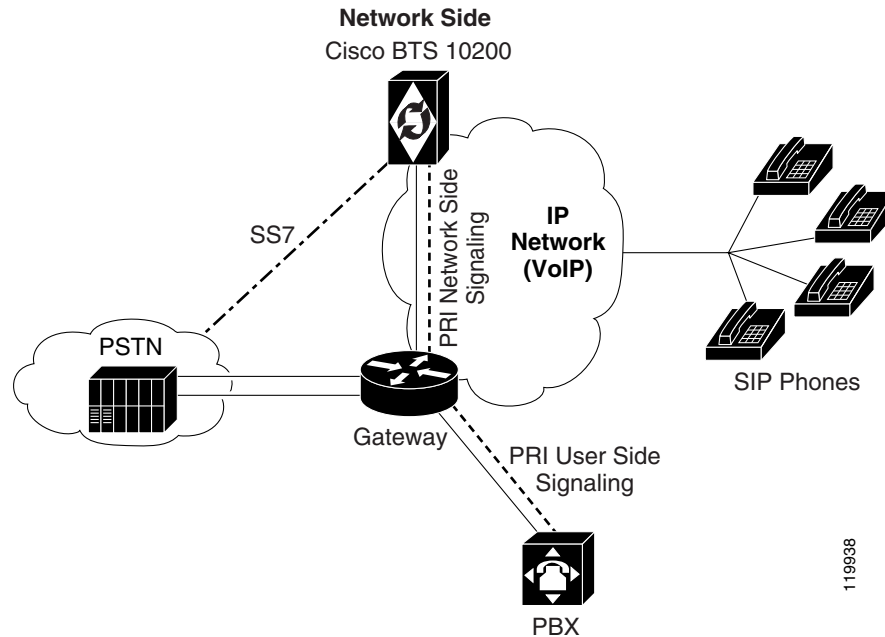 Network Side
Cisco BTS 10200
SS7
PRI Network Side
Signaling
IP
Network
(VoIP)
PSTN
SIP Phones
Gateway
PRI User Side
Signaling
PBX
119938